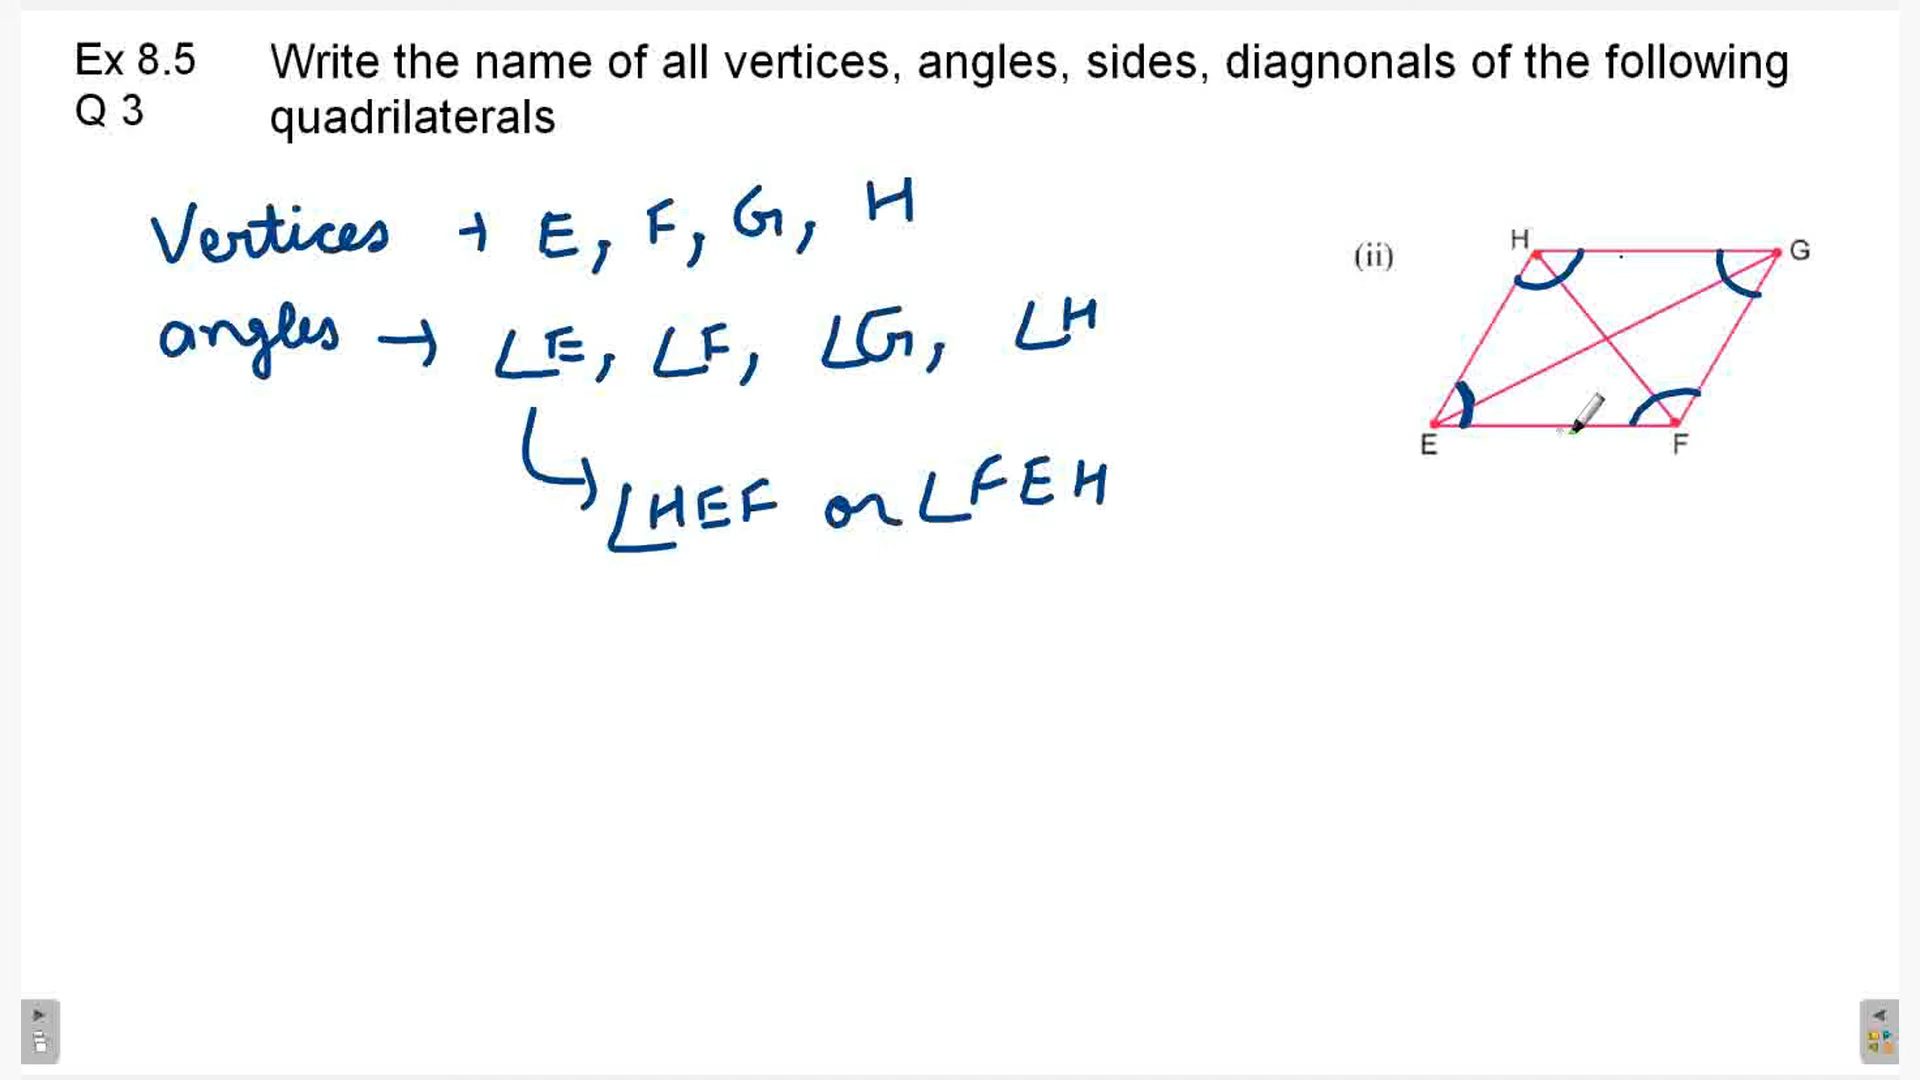 Ex 8.5 Write the name of all vertices, angles, sides, diagnonals of the following
Q 3 quadrilaterals
Vertices → E, F, G, H
angles → ∠E, ∠F, ∠G, ∠H
∠HEF or ∠FEH
(ii)
H G
E F